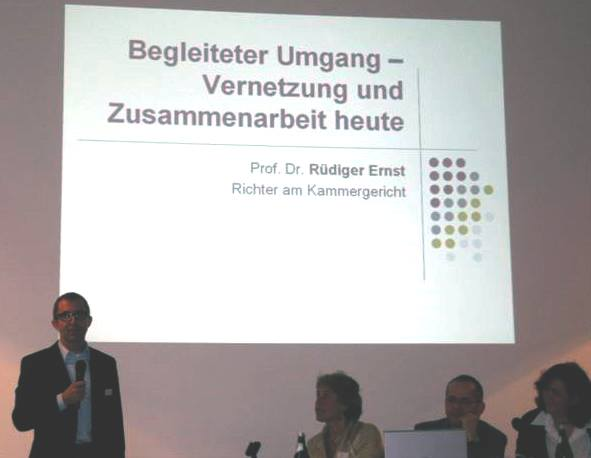 Begleiteter Umgang –
Vernetzung und
Zusammenarbeit heute
Prof. Dr. Rüdiger Ernst
Richter am Kammergericht